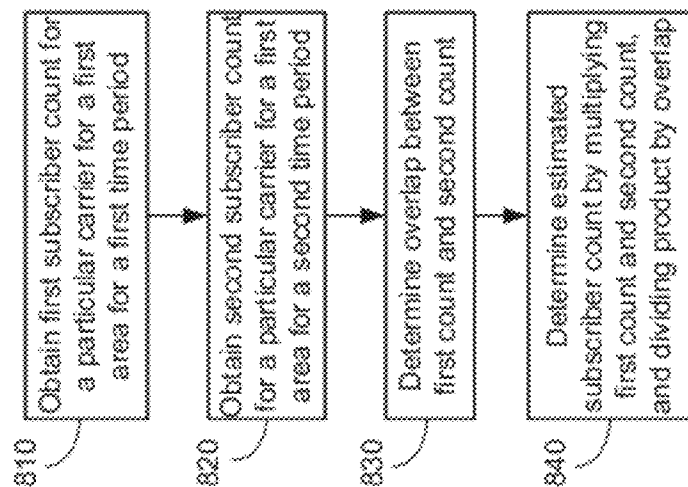 810
Obtain first subscriber count for
a particular carrier for a first
area for a first time period
820
Obtain second subscriber count
for a particular carrier for a first
area for a second time period
830
Determine overlap between
first count and second count
840
Determine estimated
subscriber count by multiplying
first count and second count,
and dividing product by overlap